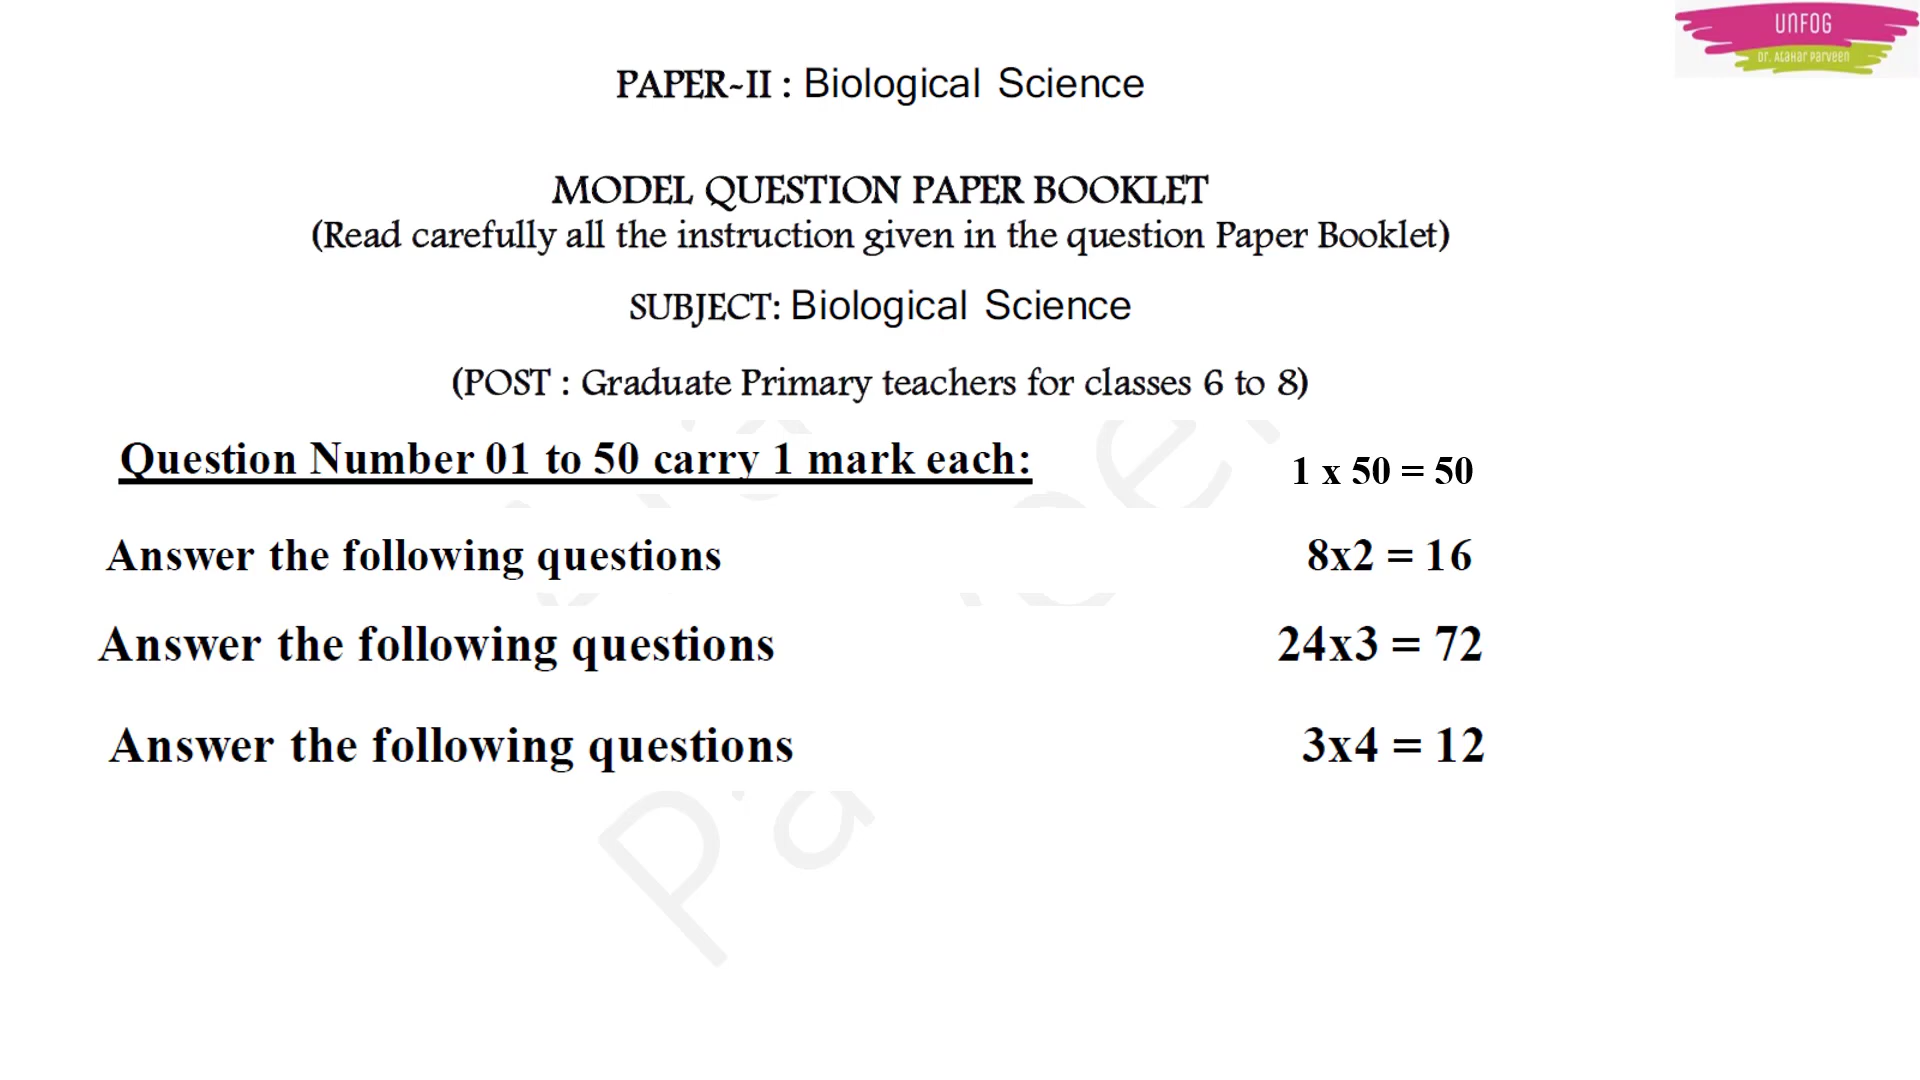 UNFOG
Dr. Atahar Parveen
PAPER-II : Biological Science
MODEL QUESTION PAPER BOOKLET
(Read carefully all the instruction given in the question Paper Booklet)
SUBJECT: Biological Science
(POST : Graduate Primary teachers for classes 6 to 8)
Question Number 01 to 50 carry 1 mark each: 1 x 50 = 50
Answer the following questions 8x2 = 16
Answer the following questions 24x3 = 72
Answer the following questions 3x4 = 12